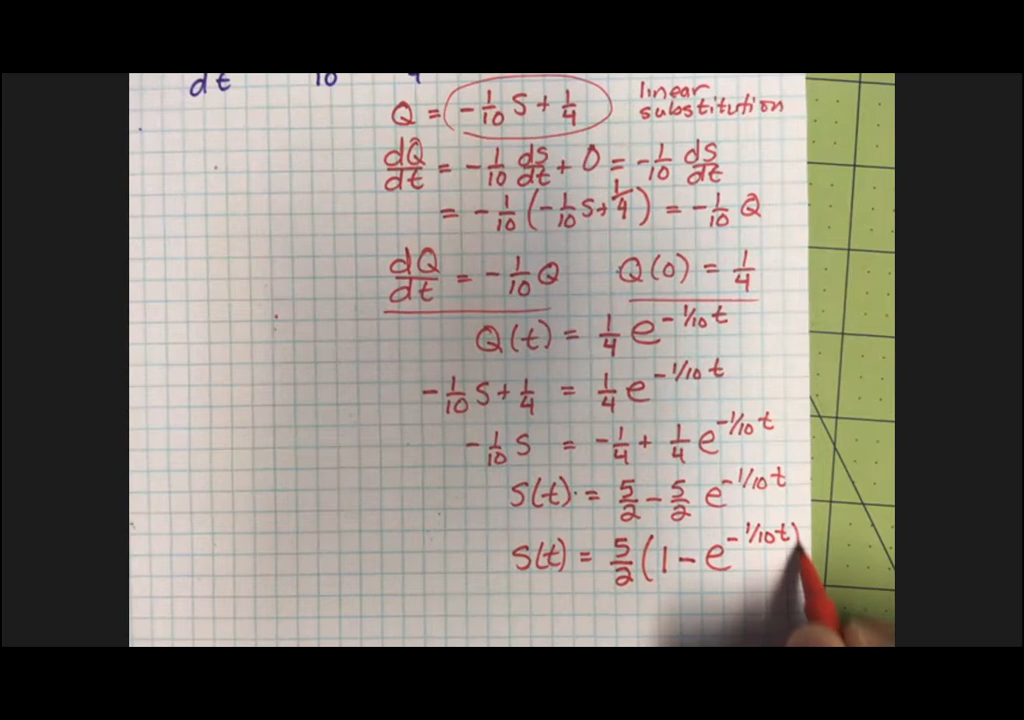 dt 10 4
Q = -1/10 S + 1/4 linear substitution
dQ/dt = -1/10 dS/dt + 0 = -1/10 dS/dt
= -1/10 (-1/10 S + 1/4) = -1/10 Q
dQ/dt = -1/10 Q Q(0) = 1/4
Q(t) = 1/4 e^(-1/10 t)
-1/10 S + 1/4 = 1/4 e^(-1/10 t)
-1/10 S = -1/4 + 1/4 e^(-1/10 t)
S(t) = 5/2 - 5/2 e^(-1/10 t)
S(t) = 5/2 (1 - e^(-1/10 t))